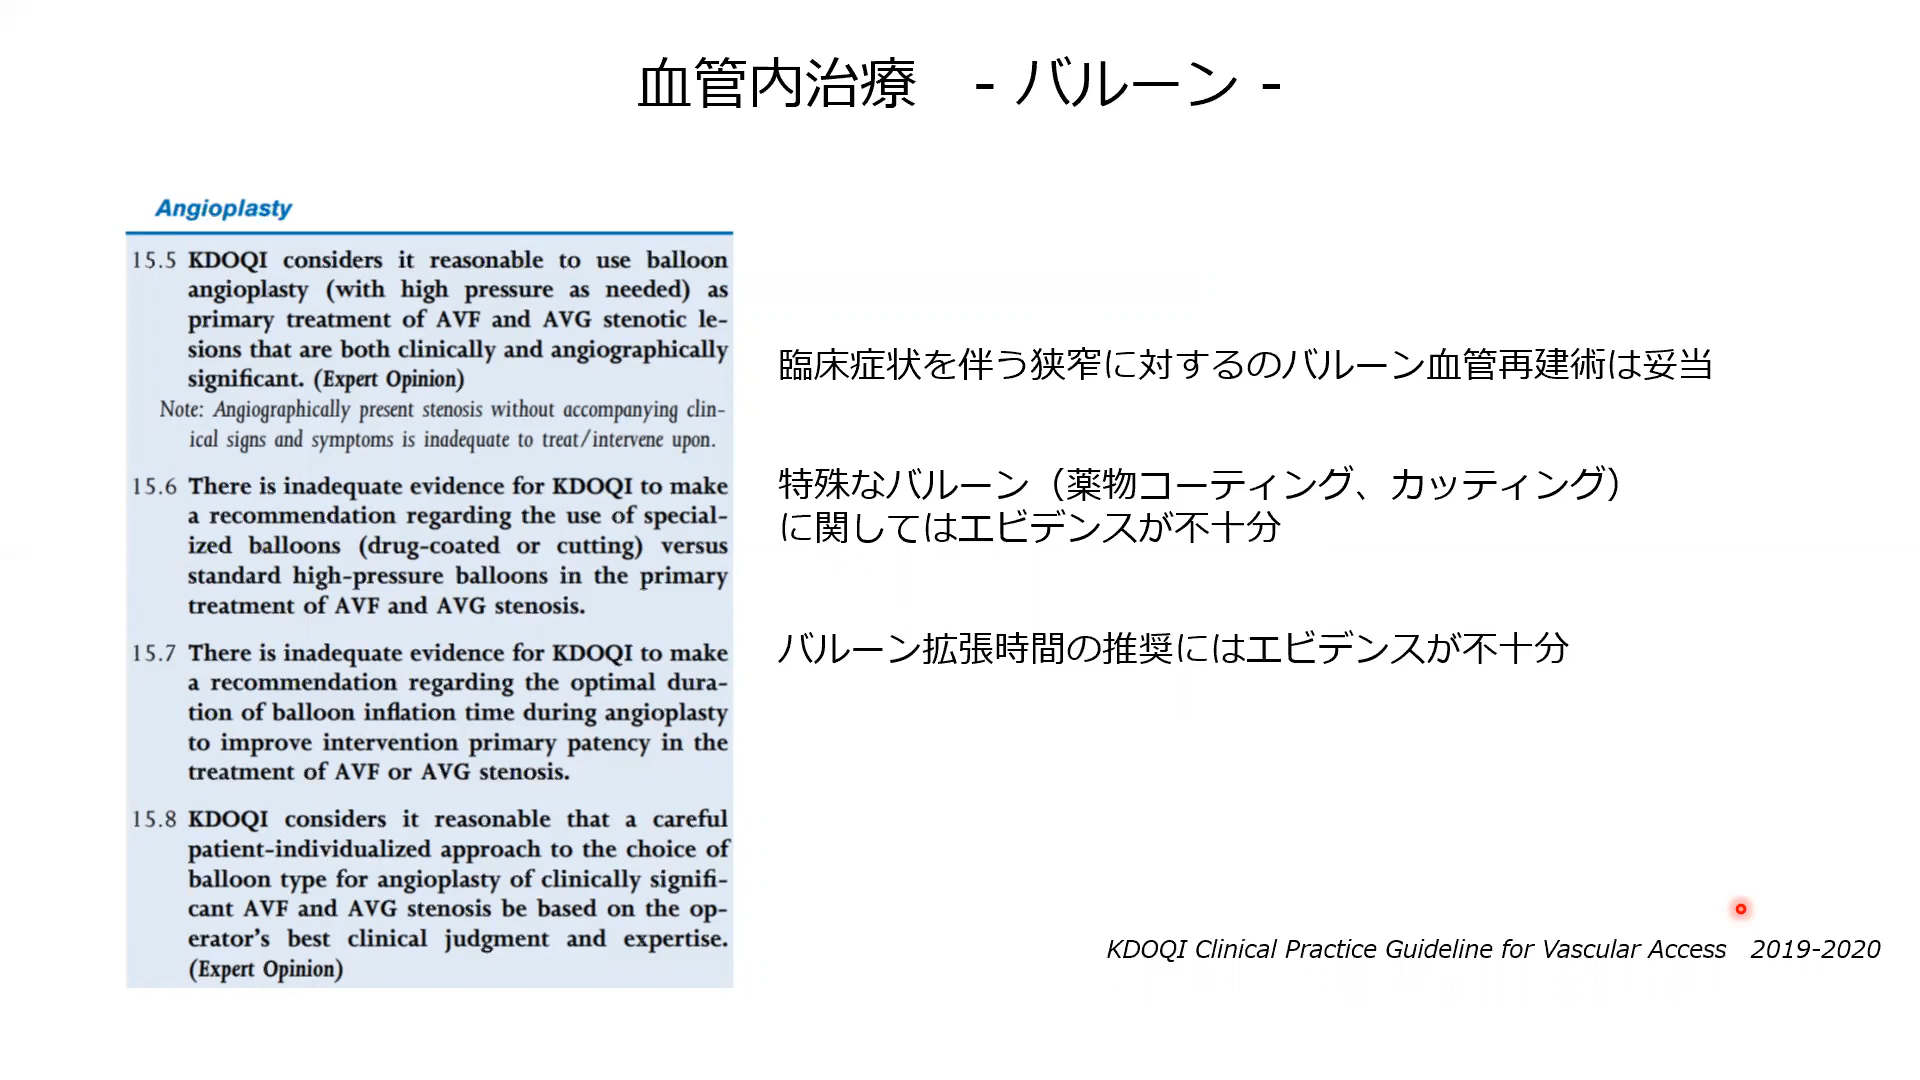 血管内治療　- バルーン -
Angioplasty
15.5 KDOQI considers it reasonable to use balloon
angioplasty (with high pressure as needed) as
primary treatment of AVF and AVG stenotic le-
sions that are both clinically and angiographically
significant. (Expert Opinion)
Note: Angiographically present stenosis without accompanying clin-
ical signs and symptoms is inadequate to treat/intervene upon.
15.6 There is inadequate evidence for KDOQI to make
a recommendation regarding the use of special-
ized balloons (drug-coated or cutting) versus
standard high-pressure balloons in the primary
treatment of AVF and AVG stenosis.
15.7 There is inadequate evidence for KDOQI to make
a recommendation regarding the optimal dura-
tion of balloon inflation time during angioplasty
to improve intervention primary patency in the
treatment of AVF or AVG stenosis.
15.8 KDOQI considers it reasonable that a careful
patient-individualized approach to the choice of
balloon type for angioplasty of clinically signifi-
cant AVF and AVG stenosis be based on the op-
erator's best clinical judgment and expertise.
(Expert Opinion)
臨床症状を伴う狭窄に対するのバルーン血管再建術は妥当
特殊なバルーン（薬物コーティング、カッティング）
に関してはエビデンスが不十分
バルーン拡張時間の推奨にはエビデンスが不十分
KDOQI Clinical Practice Guideline for Vascular Access 2019-2020